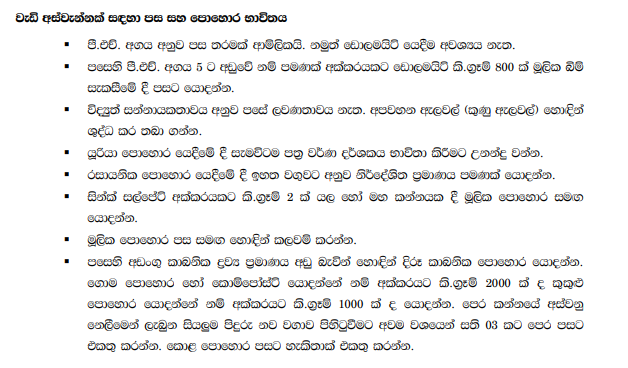 වැඩි අස්වැන්නක් සඳහා පස සහ පොහොර භාවිතය
▪ පී.එච්. අගය අනුව පස තරමක් ආම්ලිකයි. නමුත් ඩොලමයිට් යෙදීම අවශ්‍යය නැත.
▪ පසෙහි පී.එච්. අගය 5 ට අඩුවේ නම් පමණක් අක්කරයකට ඩොලමයිට් කි.ග්‍රෑම් 800 ක් මූලික බිම්
සැකසීමේ දී පසට යොදන්න.
▪ විද්‍යුත් සන්නායකතාවය අනුව පසේ ලවණතාවය නැත. අපවහන ඇලවල් (කුණු ඇලවල්) හොඳින්
ශුද්ධ කර තබා ගන්න.
▪ යූරියා පොහොර යෙදීමේ දී සැමවිටම පත්‍ර වර්ණ දර්ශකය භාවිතා කිරීමට උනන්දු වන්න.
▪ රසායනික පොහොර යෙදීමේ දී ඉහත වගුවට අනුව නිර්දේශිත ප්‍රමාණය පමණක් යොදන්න.
▪ සින්ක් සල්පේට් අක්කරයකට කි.ග්‍රෑම් 2 ක් යල හෝ මහ කන්නයක දී මූලික පොහොර සමඟ
යොදන්න.
▪ මූලික පොහොර පස සමඟ හොඳින් කලවම් කරන්න.
▪ පසෙහි අඩංගු කාබනික ද්‍රව්‍ය ප්‍රමාණය අඩු බැවින් හොඳින් දිරූ කාබනික පොහොර යොදන්න.
ගොම පොහොර හෝ කොම්පෝස්ට් යොදන්නේ නම් අක්කරයට කි.ග්‍රෑම් 2000 ක් ද කුකුළු
පොහොර යොදන්නේ නම් අක්කරයට කි.ග්‍රෑම් 1000 ක් ද යොදන්න. පෙර කන්නයේ අස්වනු
නෙලීමෙන් ලැබුන සියලුම පිදුරු නව වගාව පිහිටුවීමට අවම වශයෙන් සති 03 කට පෙර පසට
එකතු කරන්න. කොළ පොහොර පසට හැකිතාක් එකතු කරන්න.